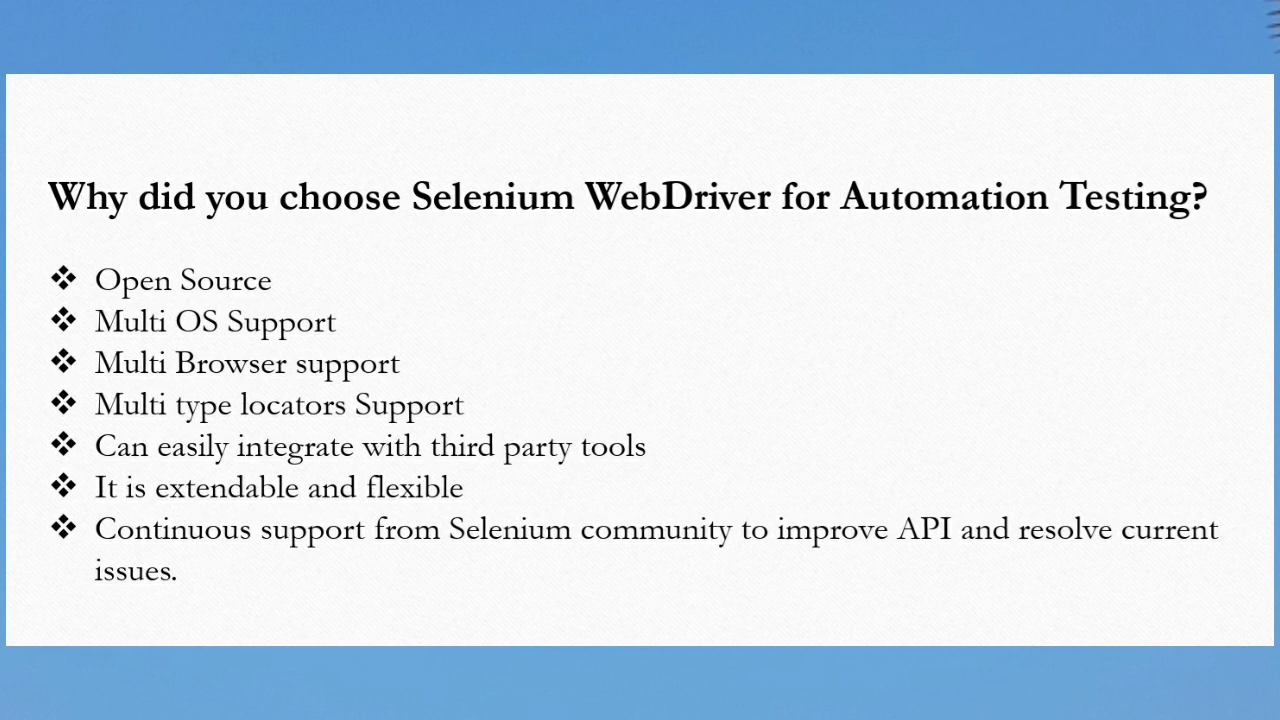 Why did you choose Selenium WebDriver for Automation Testing?
❖ Open Source
❖ Multi OS Support
❖ Multi Browser support
❖ Multi type locators Support
❖ Can easily integrate with third party tools
❖ It is extendable and flexible
❖ Continuous support from Selenium community to improve API and resolve current
issues.